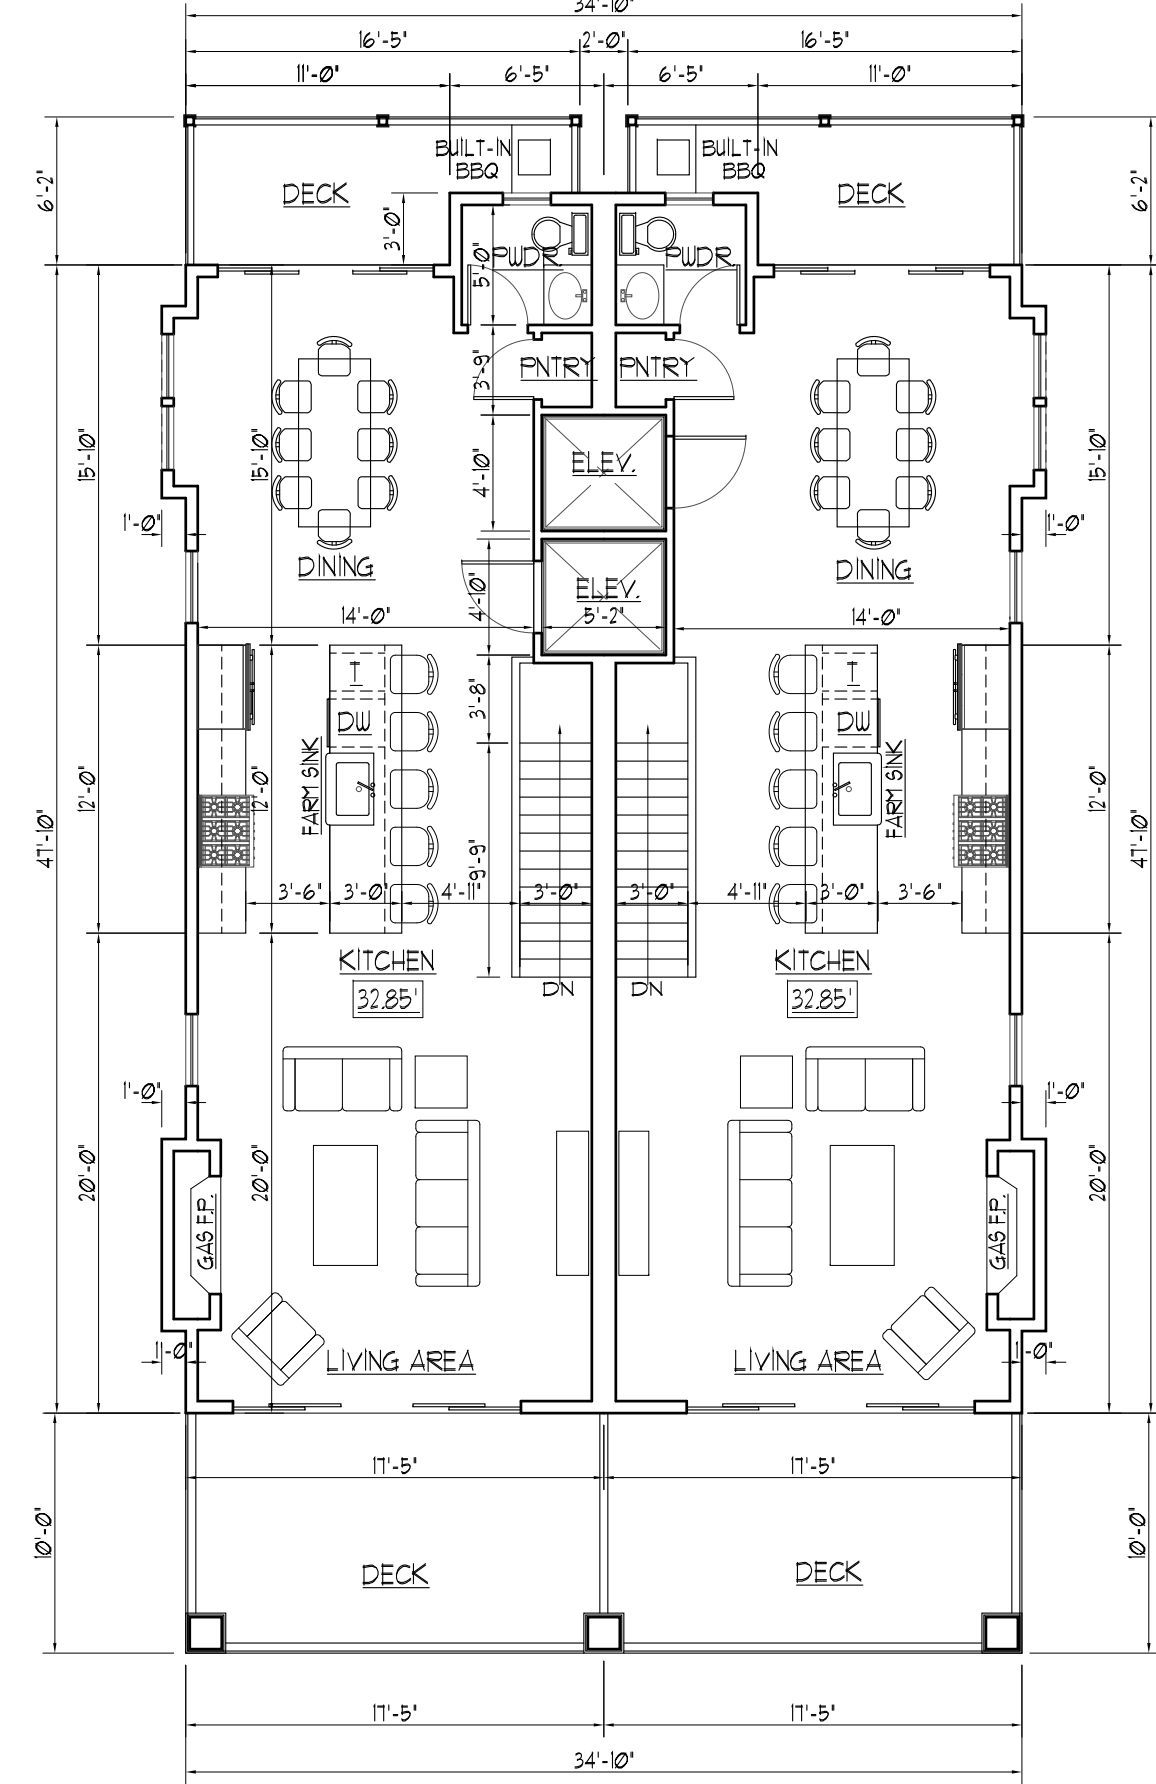 34'-10"
16'-5" 2'-0" 16'-5"
11'-0" 6'-5" 6'-5" 11'-0"
BUILT-IN
BBQ
BUILT-IN
BBQ
6'-2" DECK 3'-0" DECK 6'-2"
5'-0" PWDR. PWDR.
3'-9" PNTRY PNTRY
15'-10" 15'-10" 4'-10" ELEV. 15'-10"
1'-0" 1'-0"
DINING DINING
4'-10" ELEV.
14'-0" 5'-2" 14'-0"
T T
3'-8"
DW DW
FARM SINK FARM SINK
12'-0" 12'-0" 12'-0"
47'-10" 47'-10"
9'-9"
3'-6" 3'-0" 4'-11" 3'-0" 3'-0" 4'-11" 3'-0" 3'-6"
KITCHEN KITCHEN
32.85' DN DN 32.85'
1'-0" 1'-0"
20'-0" 20'-0" 20'-0"
GAS F.P. GAS F.P.
1'-0" 1'-0"
LIVING AREA LIVING AREA
17'-5" 17'-5"
10'-0" 10'-0"
DECK DECK
17'-5" 17'-5"
34'-10"